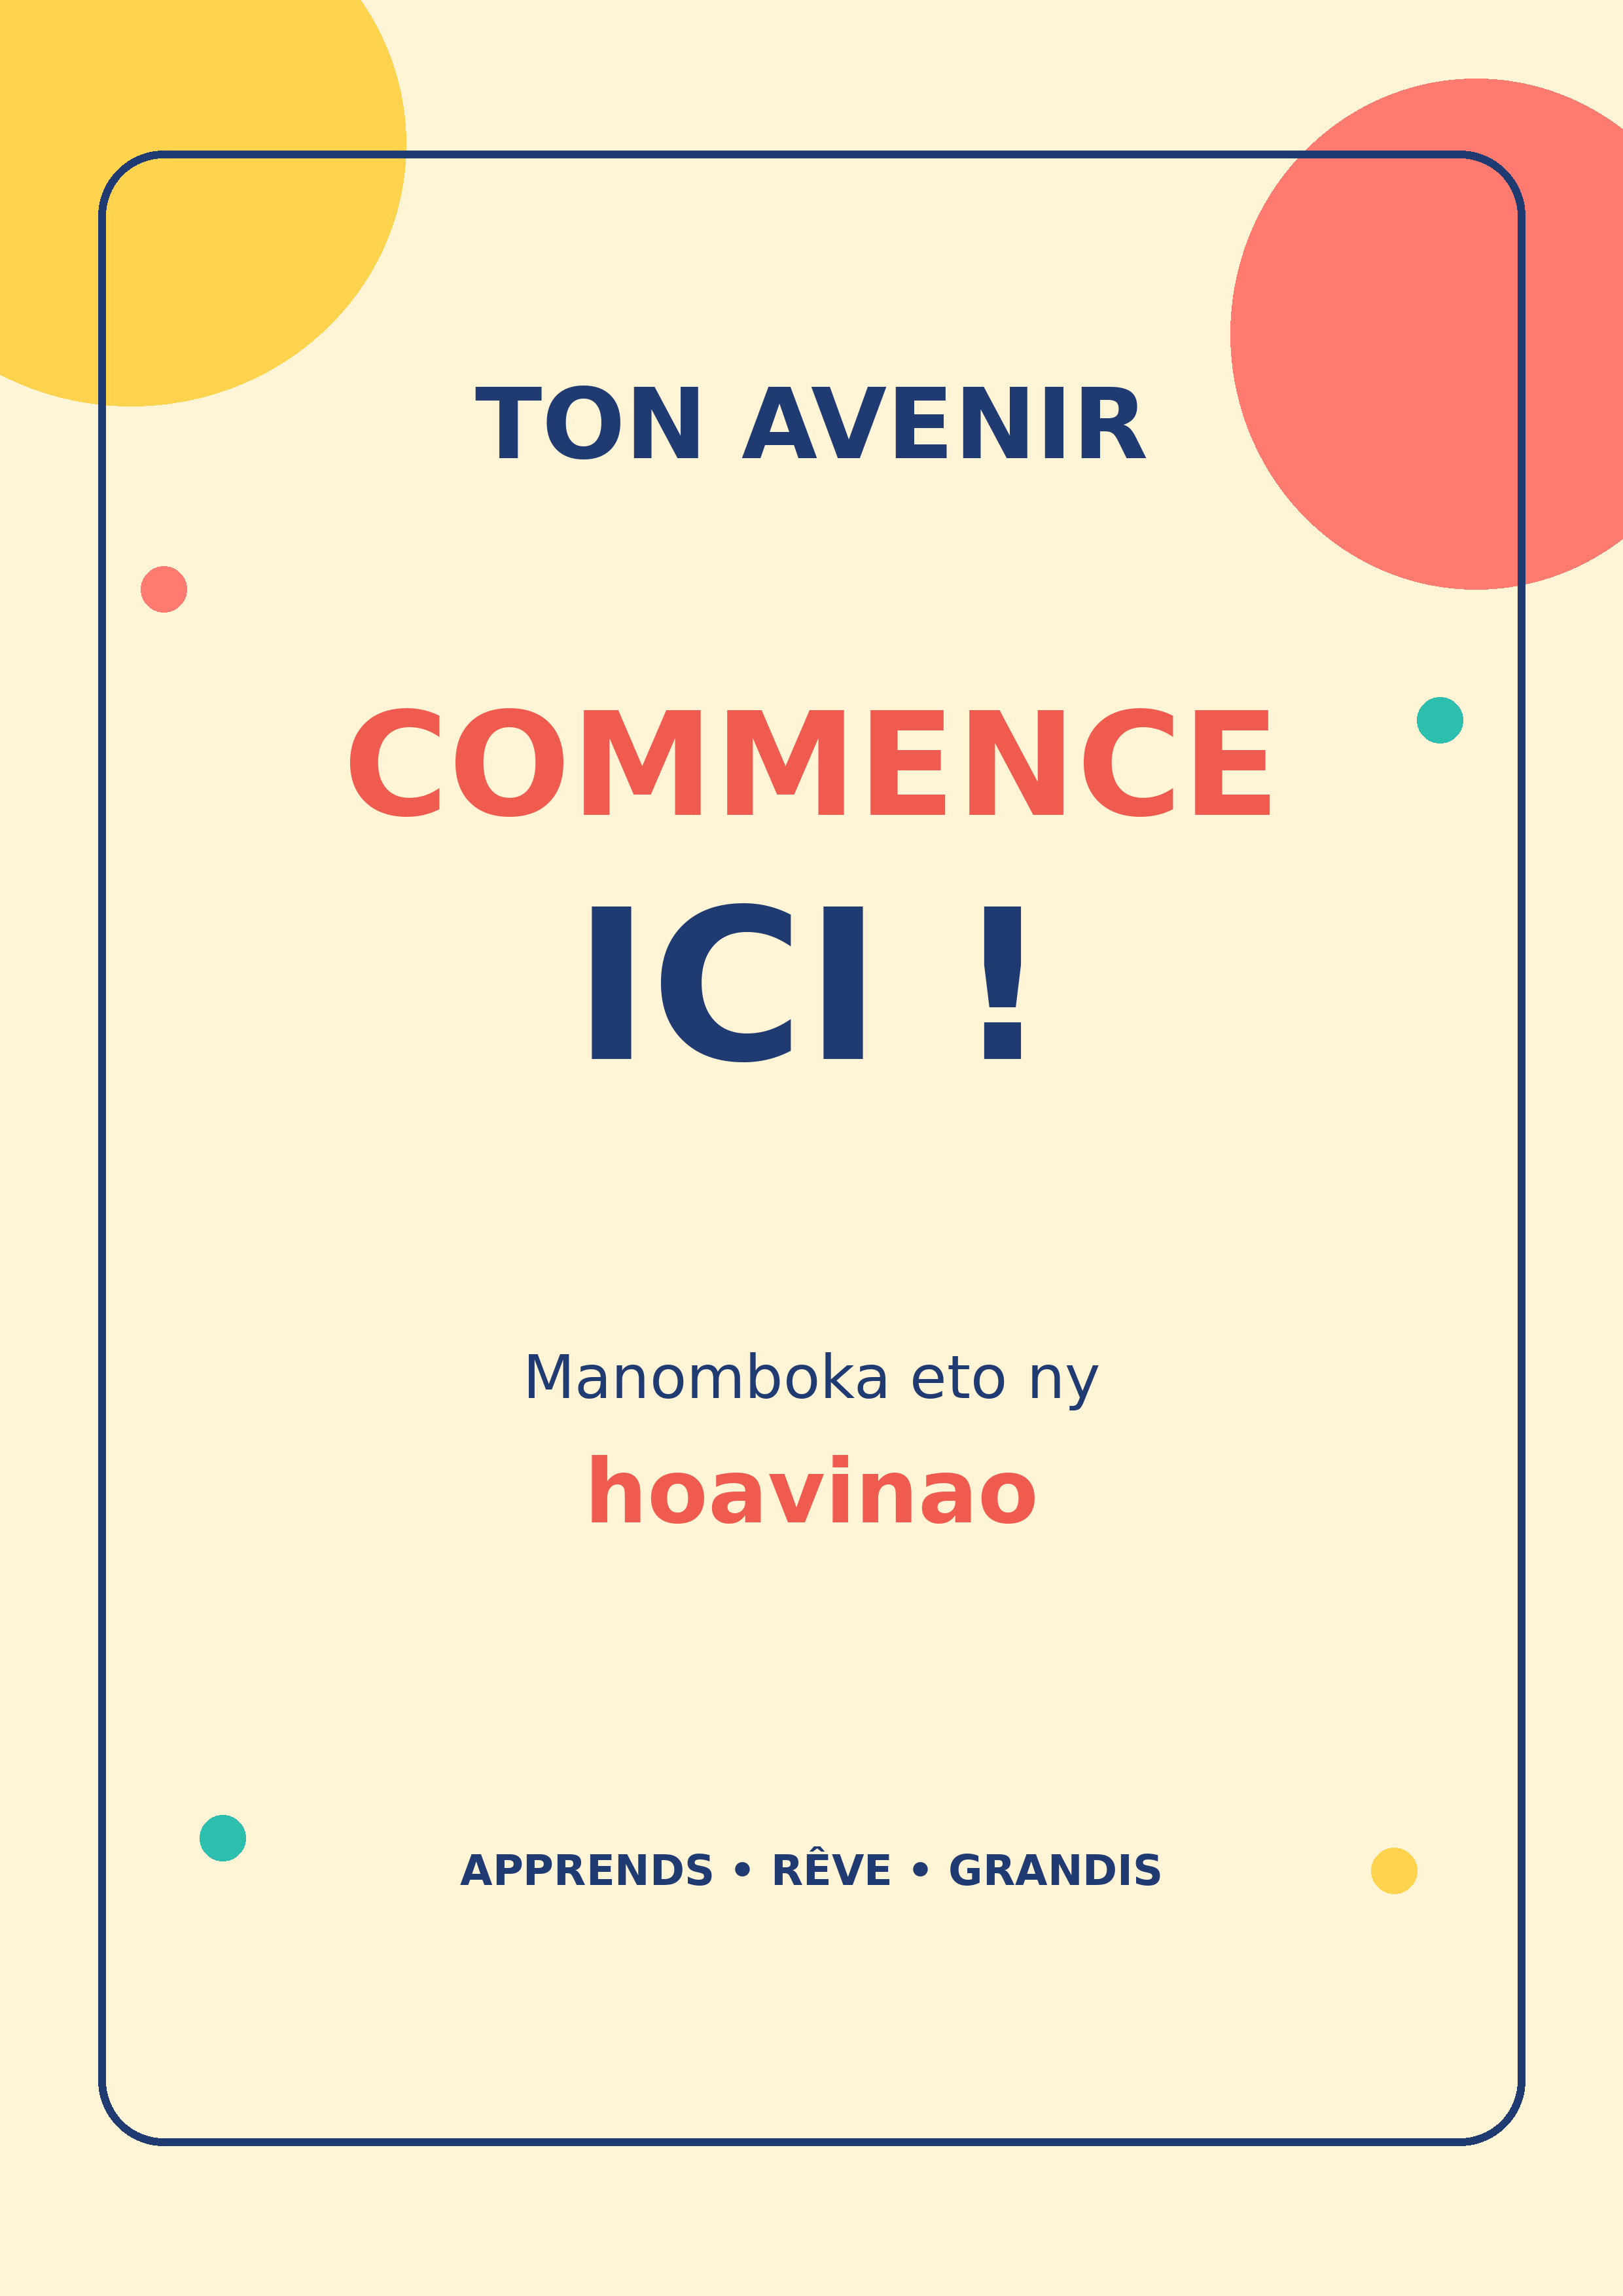 TON AVENIR
COMMENCE
ICI !
Manomboka eto ny
hoavinao
APPRENDS • RÊVE • GRANDIS